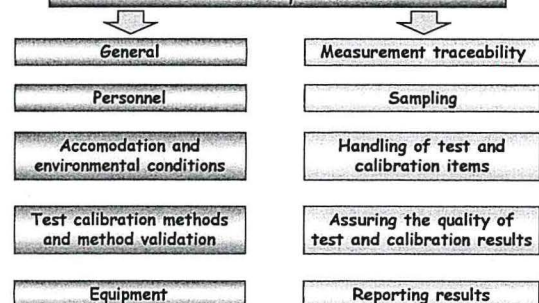 General
Personnel
Accomodation and
environmental conditions
Test calibration methods
and method validation
Equipment
Measurement traceability
Sampling
Handling of test and
calibration items
Assuring the quality of
test and calibration results
Reporting results